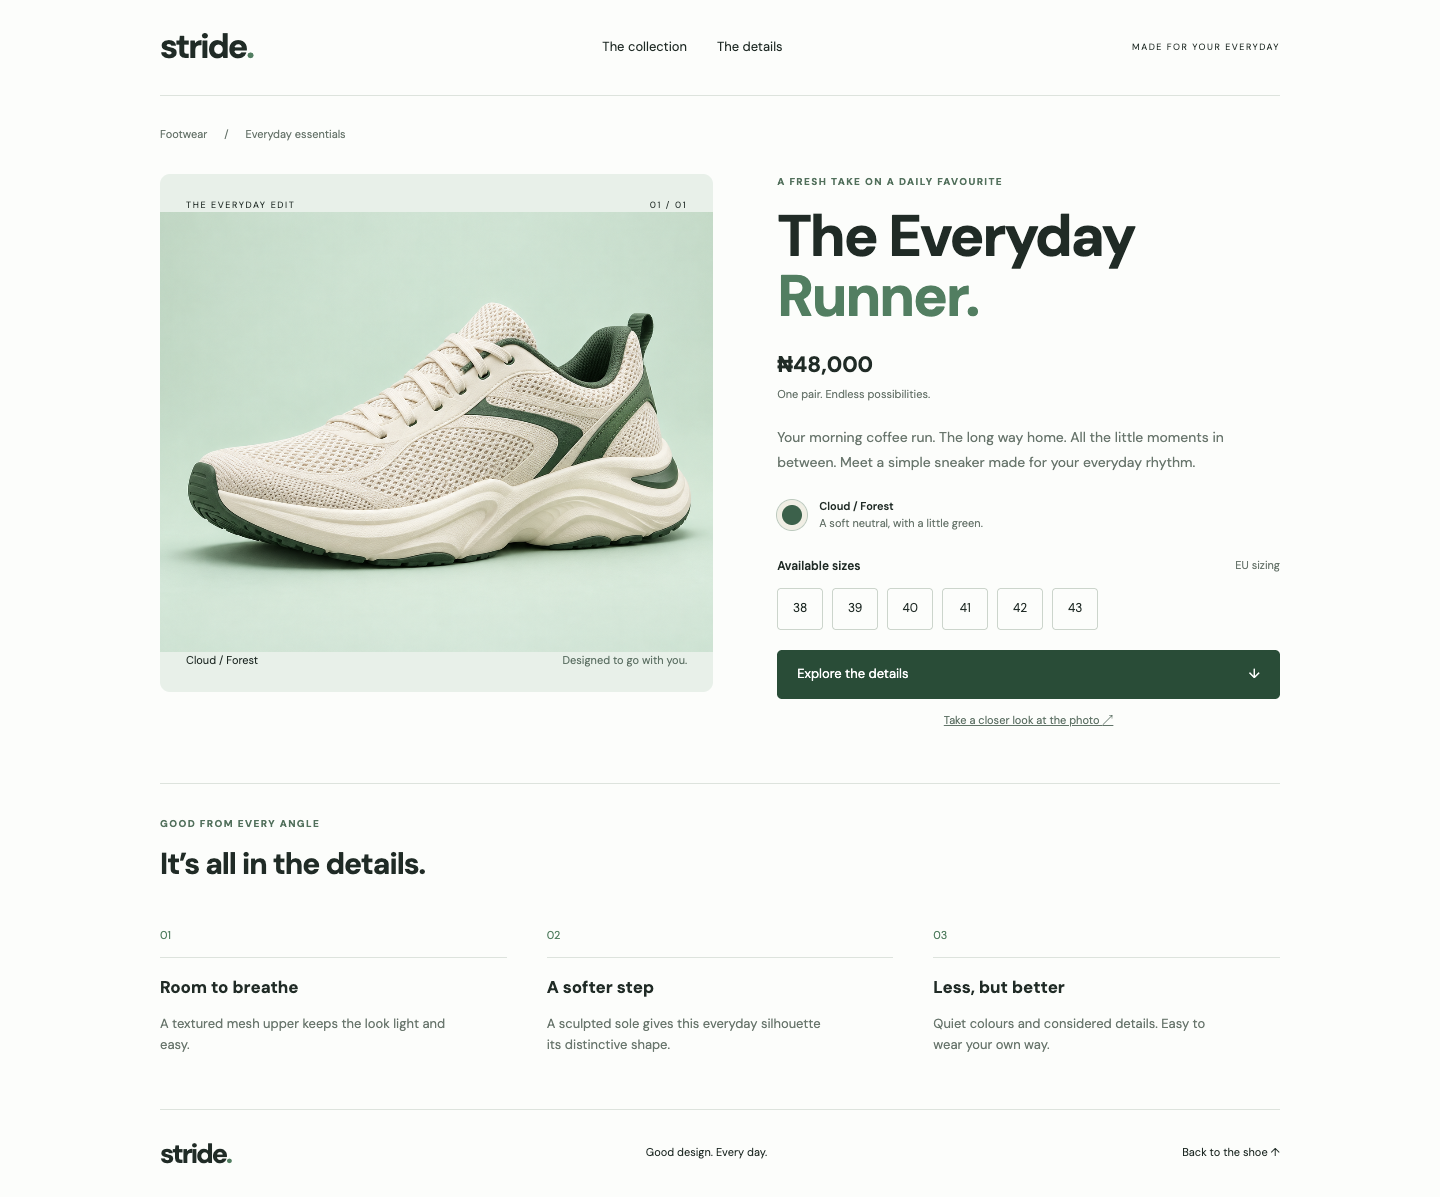 stride.
The collection
The details
MADE FOR YOUR EVERYDAY
Footwear / Everyday essentials
THE EVERYDAY EDIT
01 / 01
Cloud / Forest
Designed to go with you.
A FRESH TAKE ON A DAILY FAVOURITE
The Everyday
Runner.
₦48,000
One pair. Endless possibilities.
Your morning coffee run. The long way home. All the little moments in
between. Meet a simple sneaker made for your everyday rhythm.
Cloud / Forest
A soft neutral, with a little green.
Available sizes
EU sizing
38 39 40 41 42 43
Explore the details ↓
Take a closer look at the photo ↗
GOOD FROM EVERY ANGLE
It’s all in the details.
01
Room to breathe
A textured mesh upper keeps the look light and
easy.
02
A softer step
A sculpted sole gives this everyday silhouette
its distinctive shape.
03
Less, but better
Quiet colours and considered details. Easy to
wear your own way.
stride.
Good design. Every day.
Back to the shoe ↑